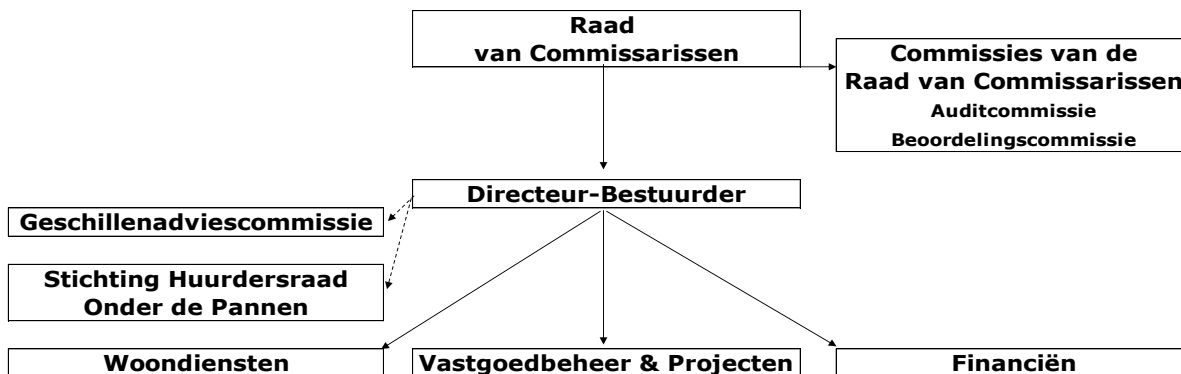 Raad
van Commissarissen
Commissies van de
Raad van Commissarissen
Auditcommissie
Beoordelingscommissie
Directeur-Bestuurder
Geschillenadviescommissie
Stichting Huurdersraad
Onder de Pannen
Woondiensten
Vastgoedbeheer & Projecten
Financiën